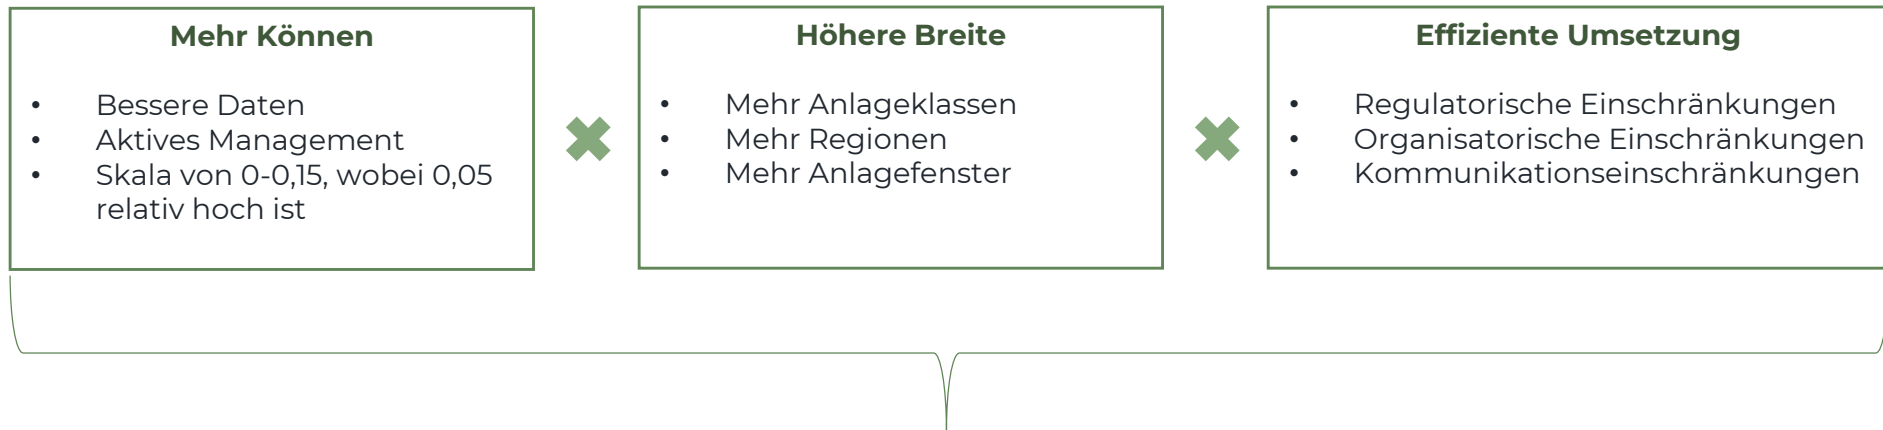 Mehr Können
• Bessere Daten
• Aktives Management
• Skala von 0-0,15, wobei 0,05
relativ hoch ist
Höhere Breite
• Mehr Anlageklassen
• Mehr Regionen
• Mehr Anlagefenster
Effiziente Umsetzung
• Regulatorische Einschränkungen
• Organisatorische Einschränkungen
• Kommunikationseinschränkungen